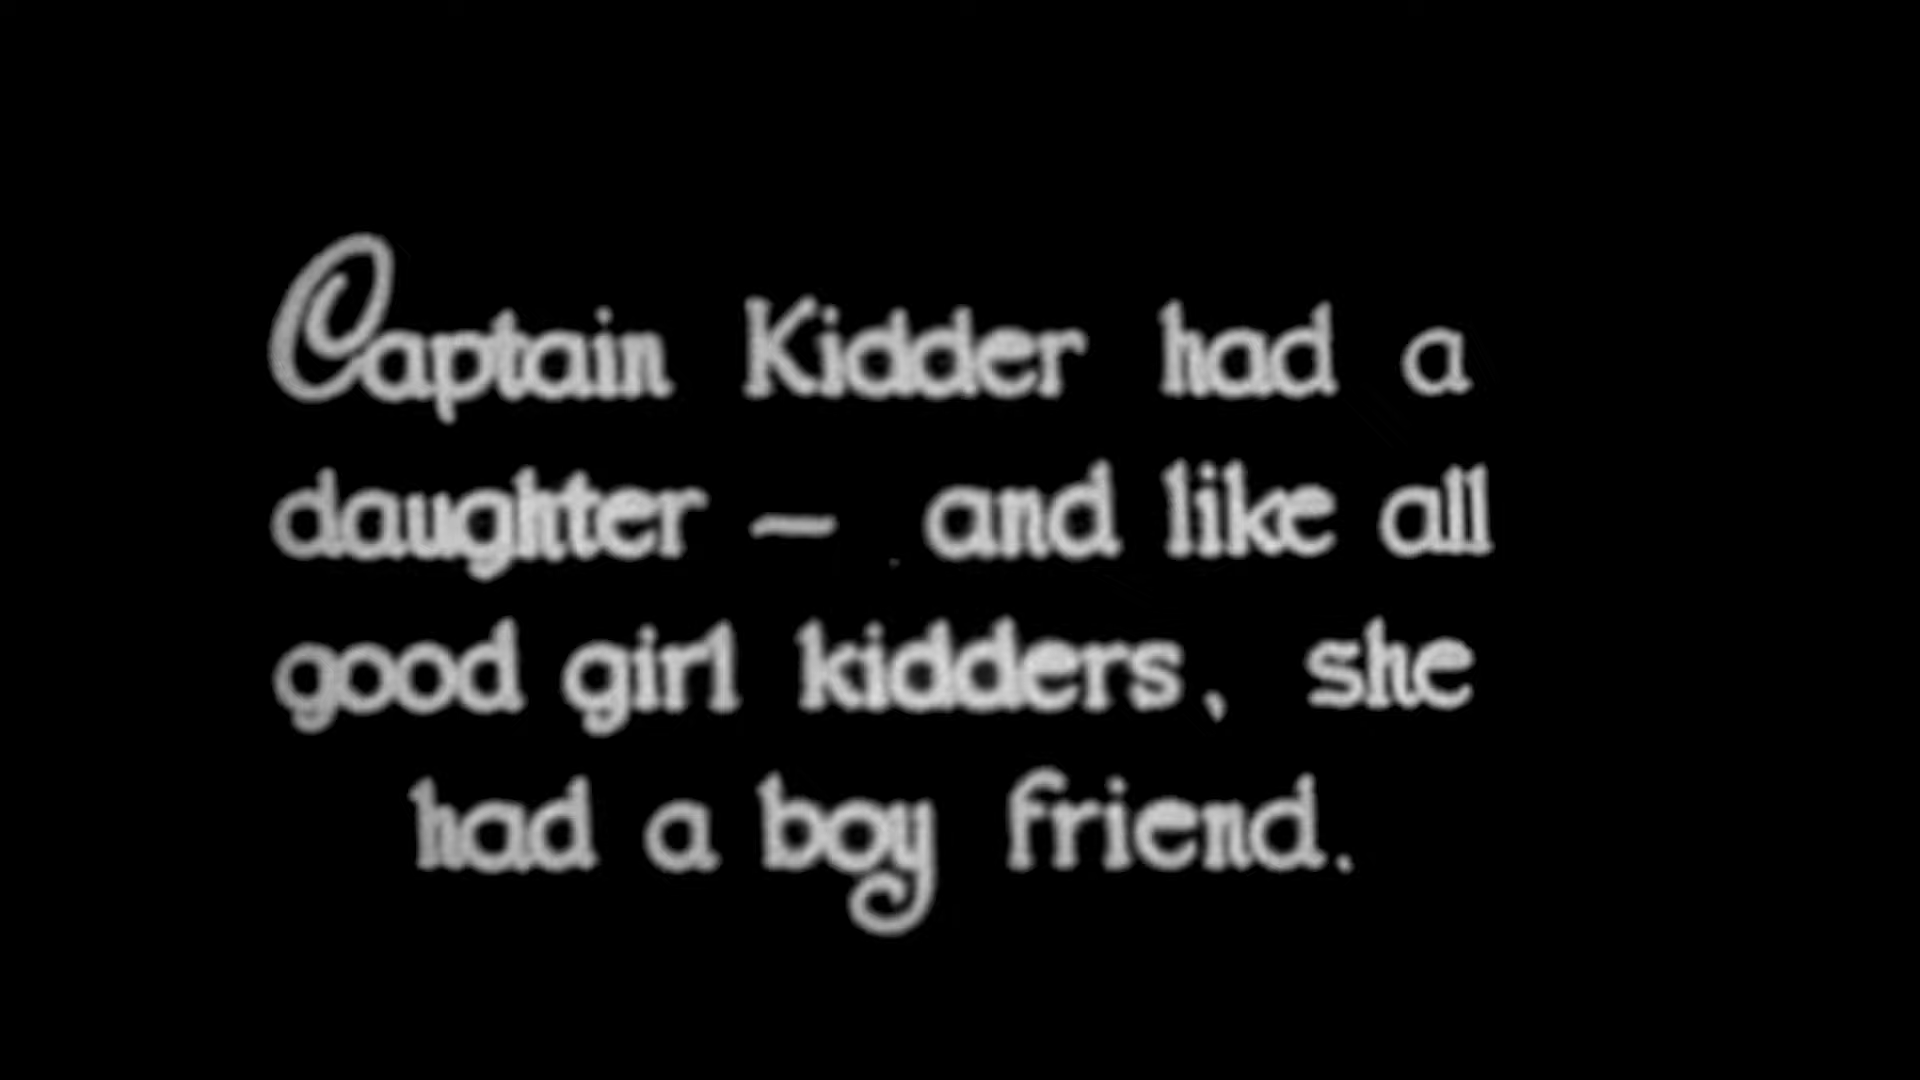 Captain Kidder had a
daughter — and like all
good girl kidders, she
had a boy friend.